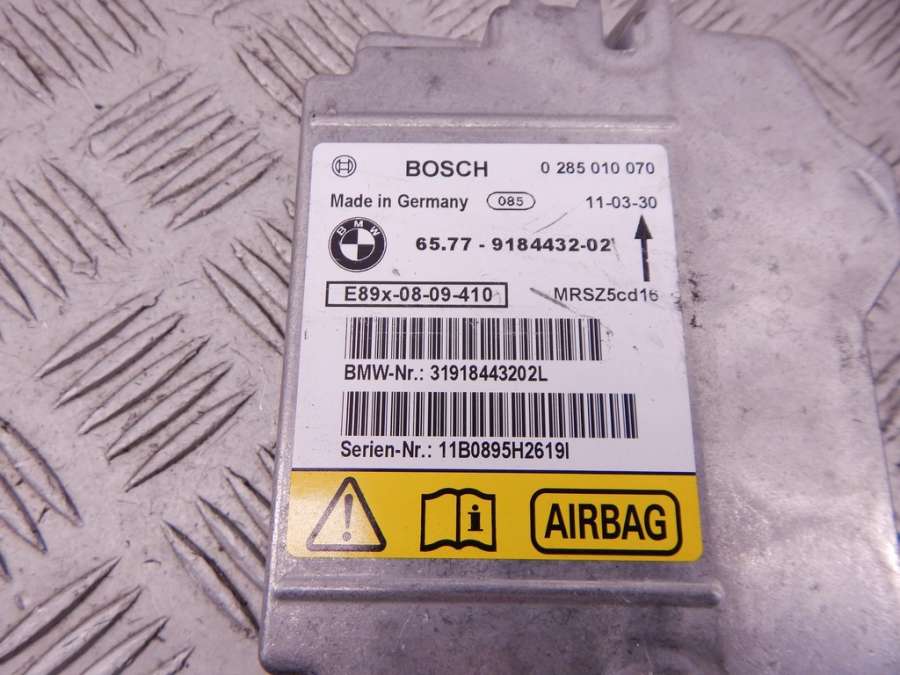 BOSCH 0 285 010 070
Made in Germany 085 11-03-30
BMW 65.77 - 9184432-02
E89x-08-09-410 MRSZ5cd16
BMW-Nr.: 31918443202L
Serien-Nr.: 11B0895H2619I
AIRBAG